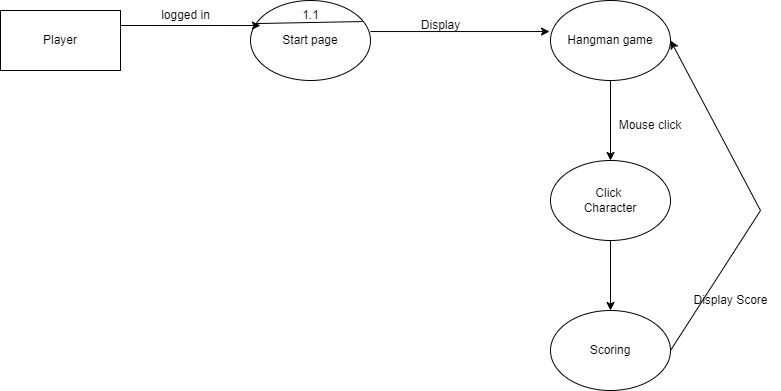 logged in
1.1
Player
Start page
Display
Hangman game
Mouse click
Click
Character
Display Score
Scoring